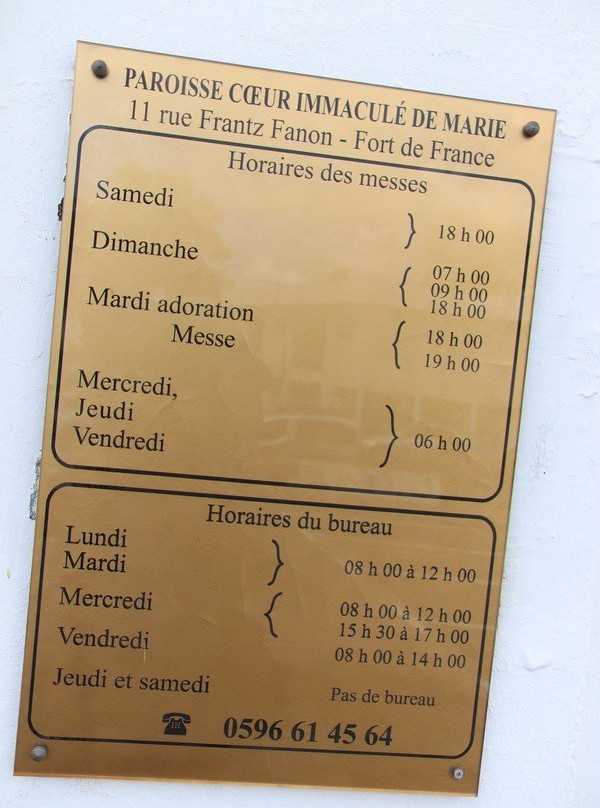 PAROISSE CŒUR IMMACULÉ DE MARIE
11 rue Frantz Fanon - Fort de France
Horaires des messes
Samedi } 18 h 00
Dimanche { 07 h 00
09 h 00
18 h 00
Mardi adoration { 18 h 00
Messe 19 h 00
Mercredi,
Jeudi
Vendredi } 06 h 00
Horaires du bureau
Lundi
Mardi } 08 h 00 à 12 h 00
Mercredi { 08 h 00 à 12 h 00
15 h 30 à 17 h 00
Vendredi 08 h 00 à 14 h 00
Jeudi et samedi Pas de bureau
☎ 0596 61 45 64